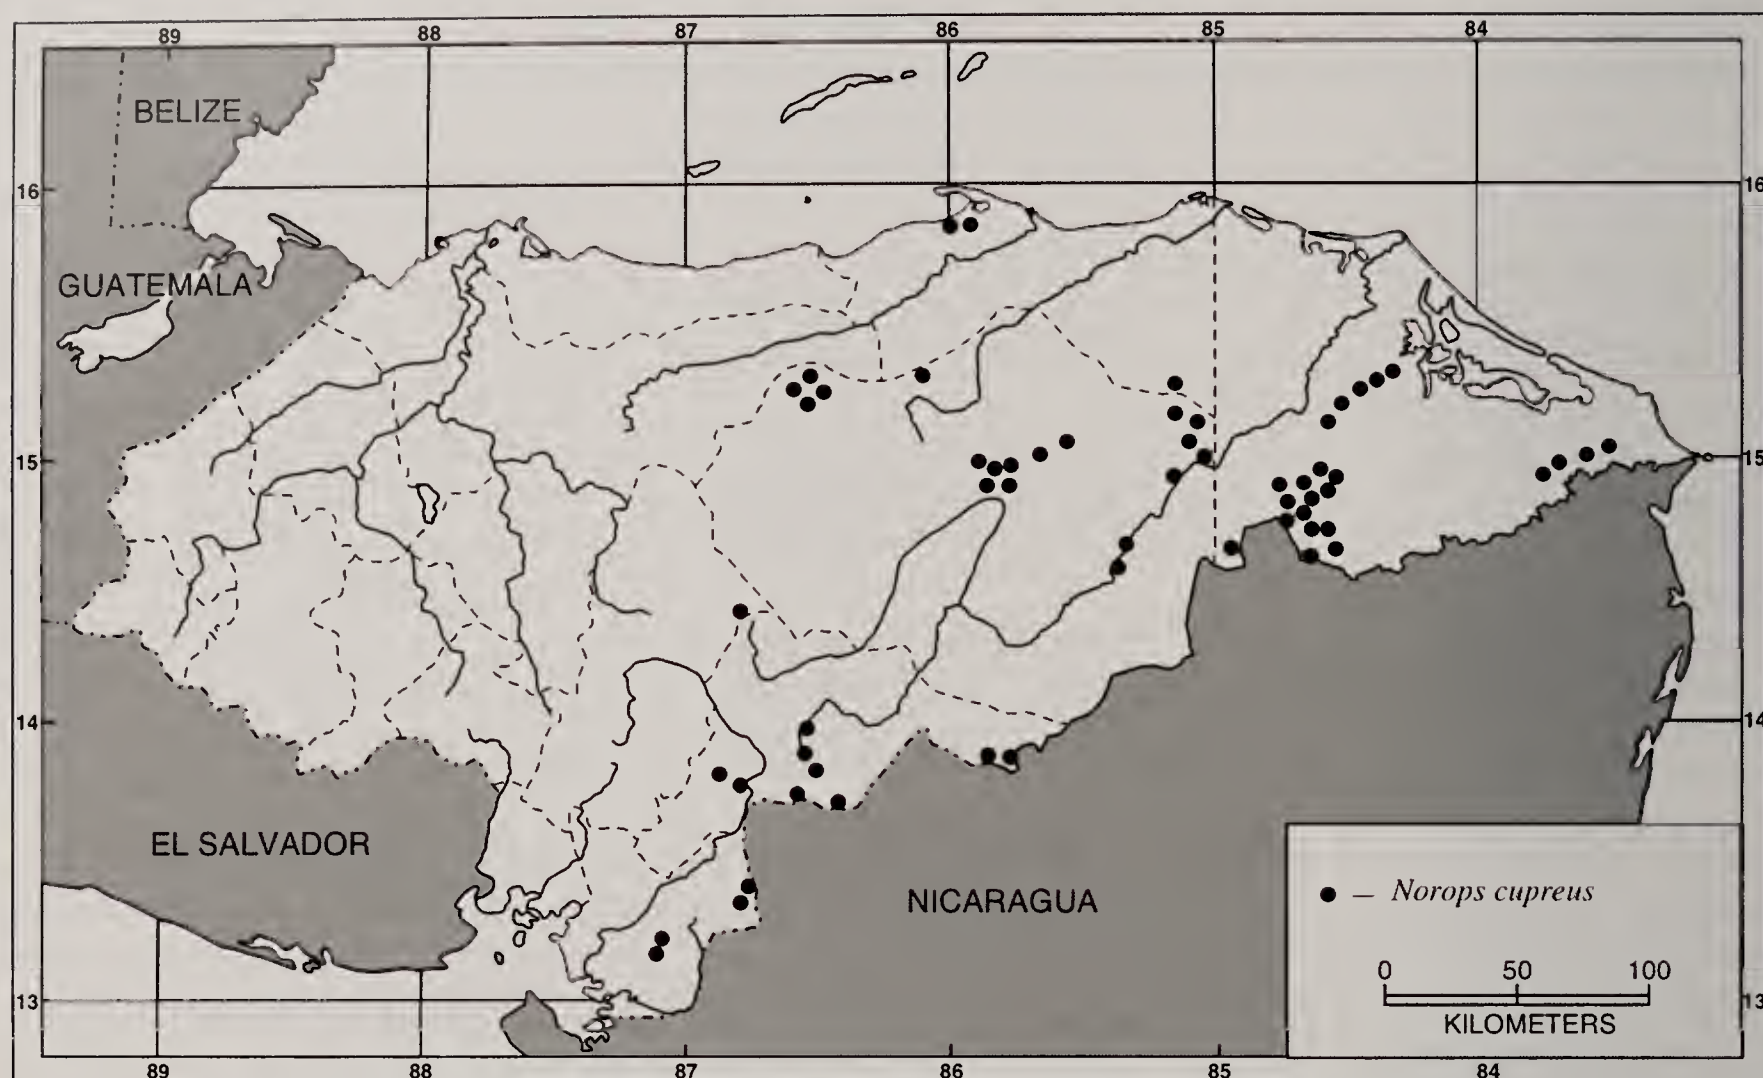 89 88 87 86 85 84
BELIZE
16 16
GUATEMALA
15 15
14 14
EL SALVADOR
NICARAGUA
● – Norops cupreus
0 50 100
KILOMETERS
13 13
89 88 87 86 85 84